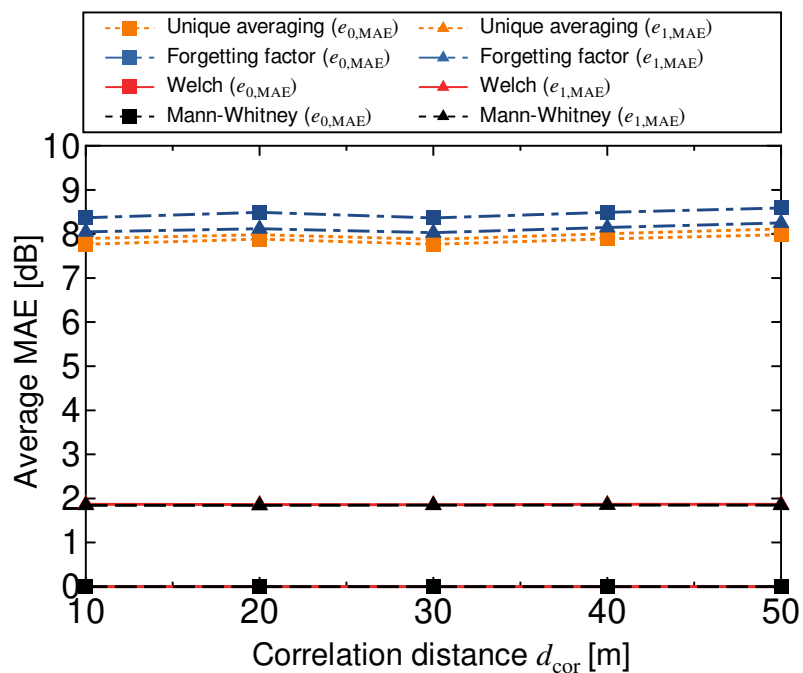 Unique averaging (e0,MAE) Unique averaging (e1,MAE)
Forgetting factor (e0,MAE) Forgetting factor (e1,MAE)
Welch (e0,MAE) Welch (e1,MAE)
Mann-Whitney (e0,MAE) Mann-Whitney (e1,MAE)
10
9
8
7
6
5
4
3
2
1
0
Average MAE [dB]
10 20 30 40 50
Correlation distance dcor [m]